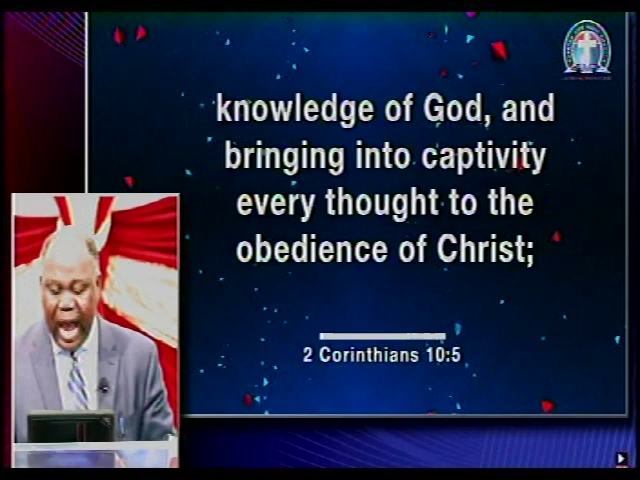 knowledge of God, and
bringing into captivity
every thought to the
obedience of Christ;
2 Corinthians 10:5